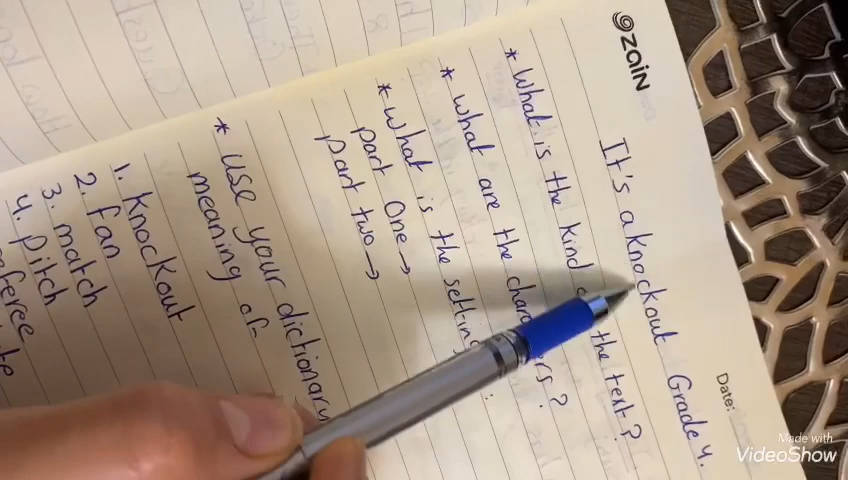 zain
Date:
It's a knockout Grade 4.
* What is the kind the text?
* What are the
* What is the setting
part One →
part two →
* Use your dictionary
meaning of
1. Knockout
2. fan
3. match
4. pitch
Made with
VideoShow